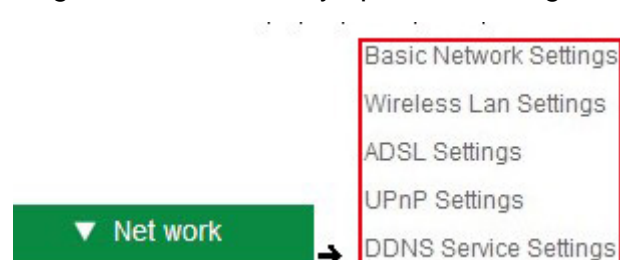 Basic Network Settings
Wireless Lan Settings
ADSL Settings
UPnP Settings
▼ Net work
DDNS Service Settings